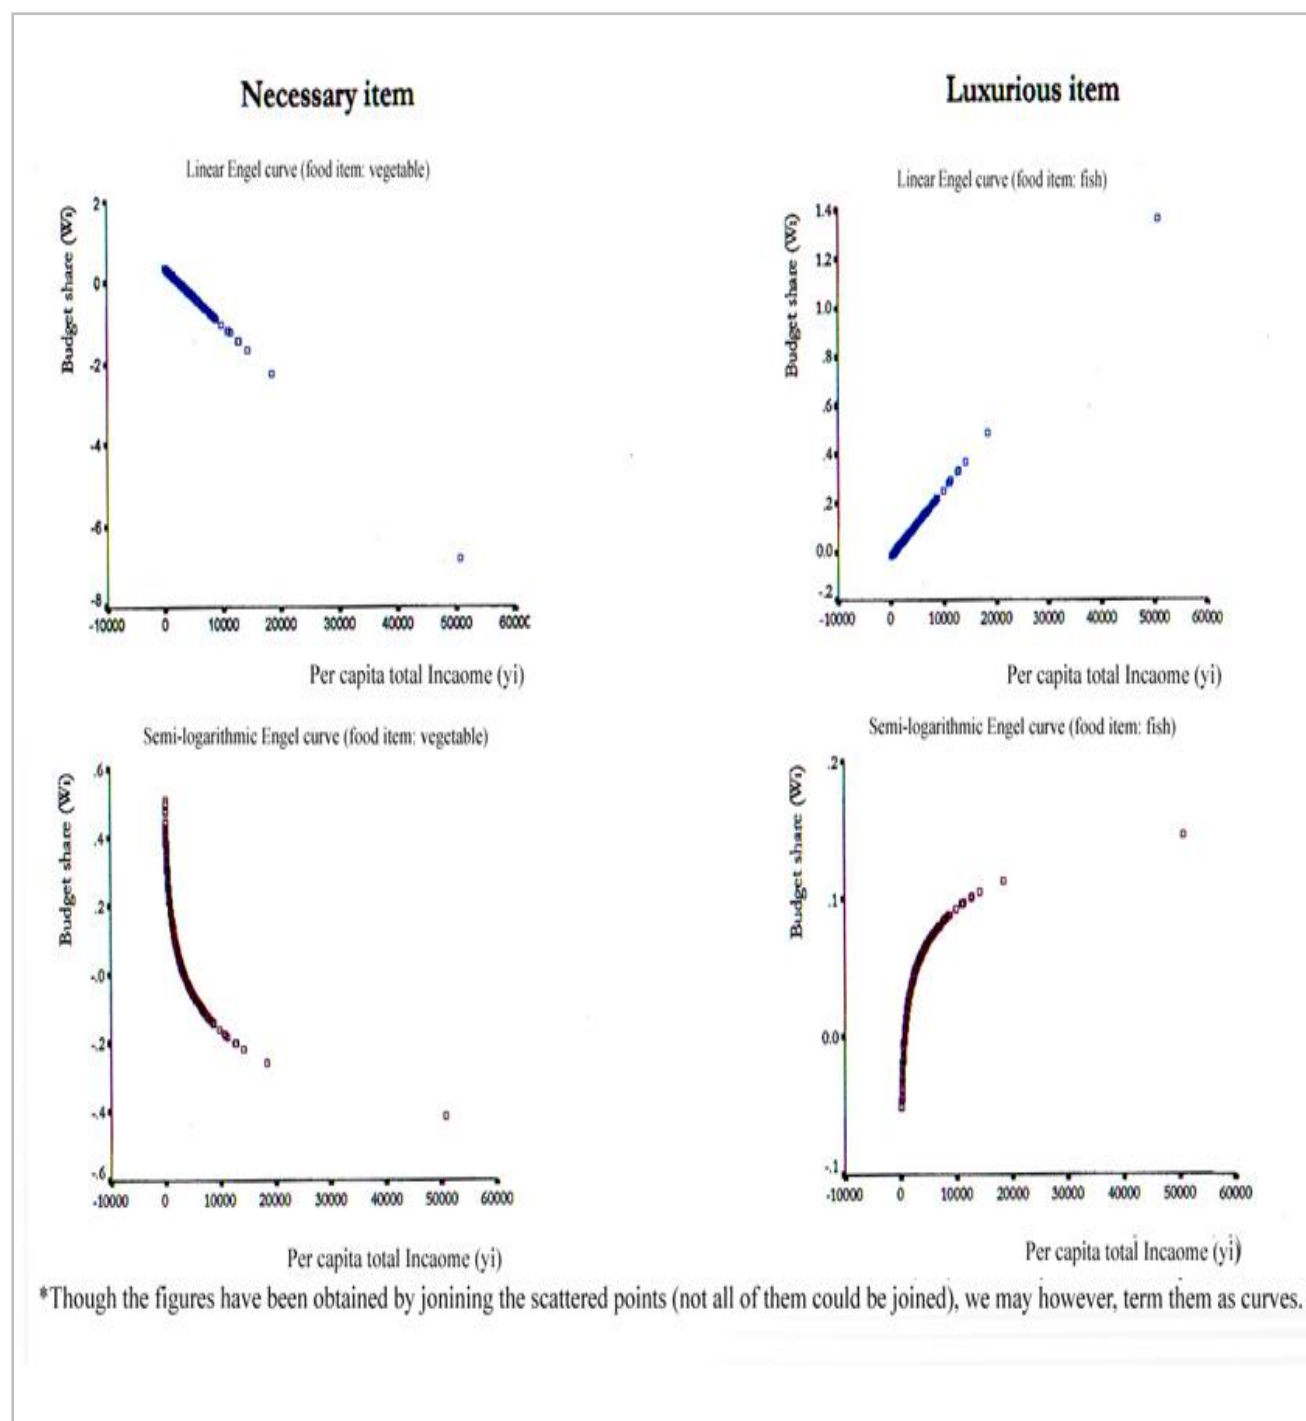 Necessary item
Luxurious item
Linear Engel curve (food item: vegetable)
Linear Engel curve (food item: fish)
Budget share (Wi)
2
0
-2
-4
-6
-8
-10000 0 10000 20000 30000 40000 50000 60000
Per capita total Incaome (yi)
Budget share (Wi)
1.4
1.2
1.0
.8
.6
.4
.2
0.0
-.2
-10000 0 10000 20000 30000 40000 50000 60000
Per capita total Incaome (yi)
Semi-logarithmic Engel curve (food item: vegetable)
Semi-logarithmic Engel curve (food item: fish)
Budget share (Wi)
.6
.4
.2
-.0
-.2
-.4
-.6
-10000 0 10000 20000 30000 40000 50000 60000
Per capita total Incaome (yi)
Budget share (Wi)
.2
.1
0.0
-.1
-10000 0 10000 20000 30000 40000 50000 60000
Per capita total Incaome (yi)
*Though the figures have been obtained by jonining the scattered points (not all of them could be joined), we may however, term them as curves.